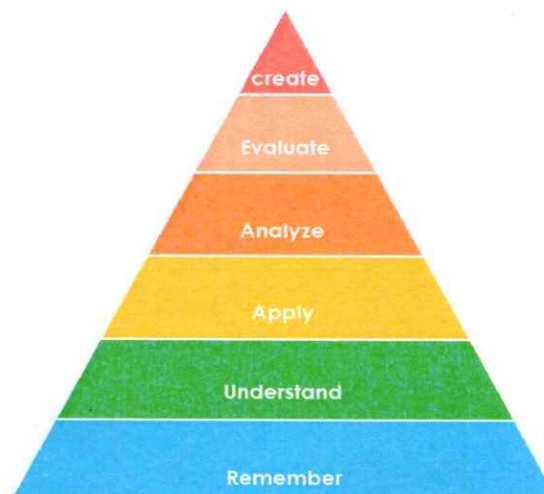 create
Evaluate
Analyze
Apply
Understand
Remember